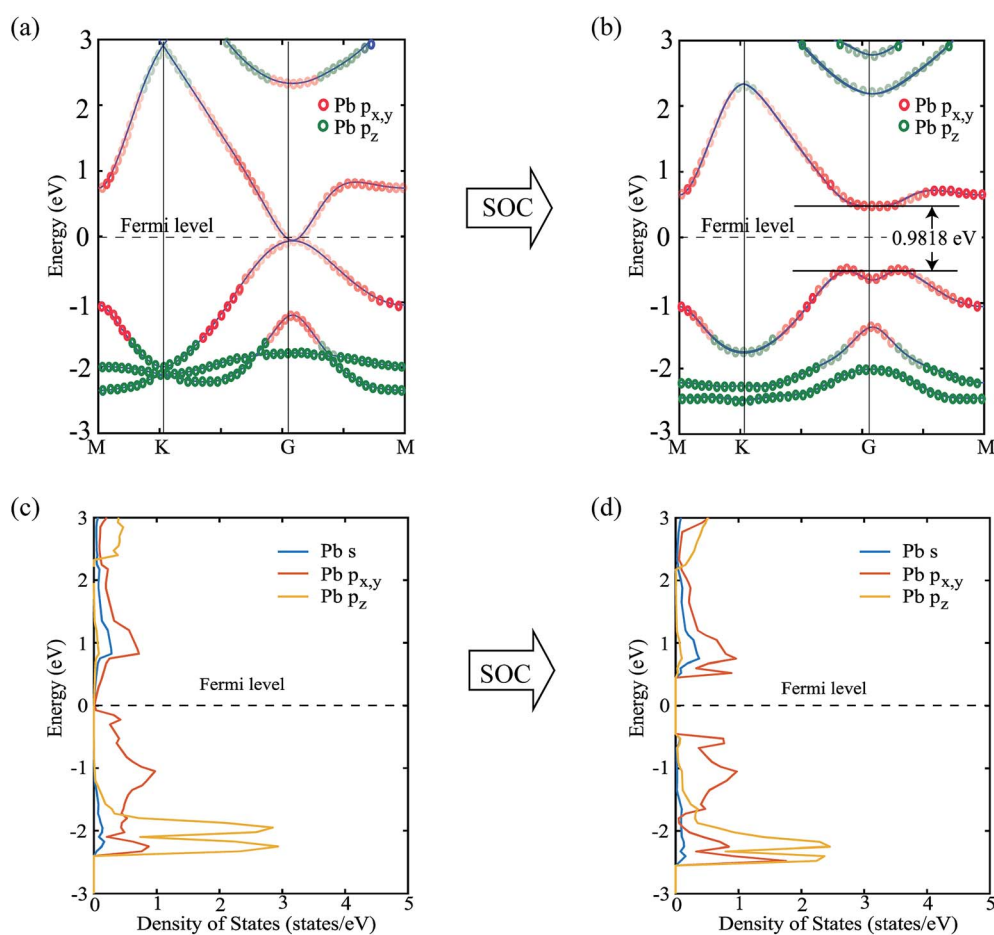 (a)
3
2
1
0
-1
-2
-3
Energy (eV)
Pb px,y
Pb pz
Fermi level
M K G M
SOC
(b)
3
2
1
0
-1
-2
-3
Energy (eV)
Pb px,y
Pb pz
Fermi level
0.9818 eV
M K G M
(c)
3
2
1
0
-1
-2
-3
Energy (eV)
Pb s
Pb px,y
Pb pz
Fermi level
0 1 2 3 4 5
Density of States (states/eV)
SOC
(d)
3
2
1
0
-1
-2
-3
Energy (eV)
Pb s
Pb px,y
Pb pz
Fermi level
0 1 2 3 4 5
Density of States (states/eV)